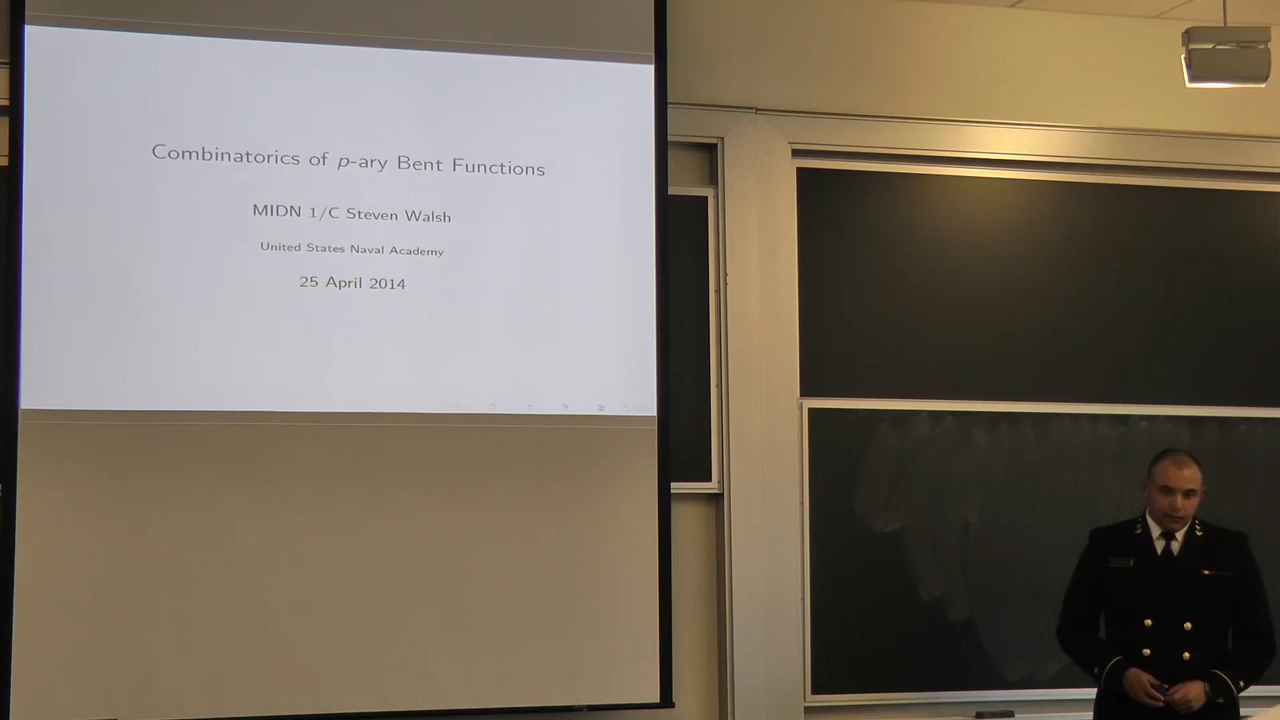 Combinatorics of p-ary Bent Functions
MIDN 1/C Steven Walsh
United States Naval Academy
25 April 2014